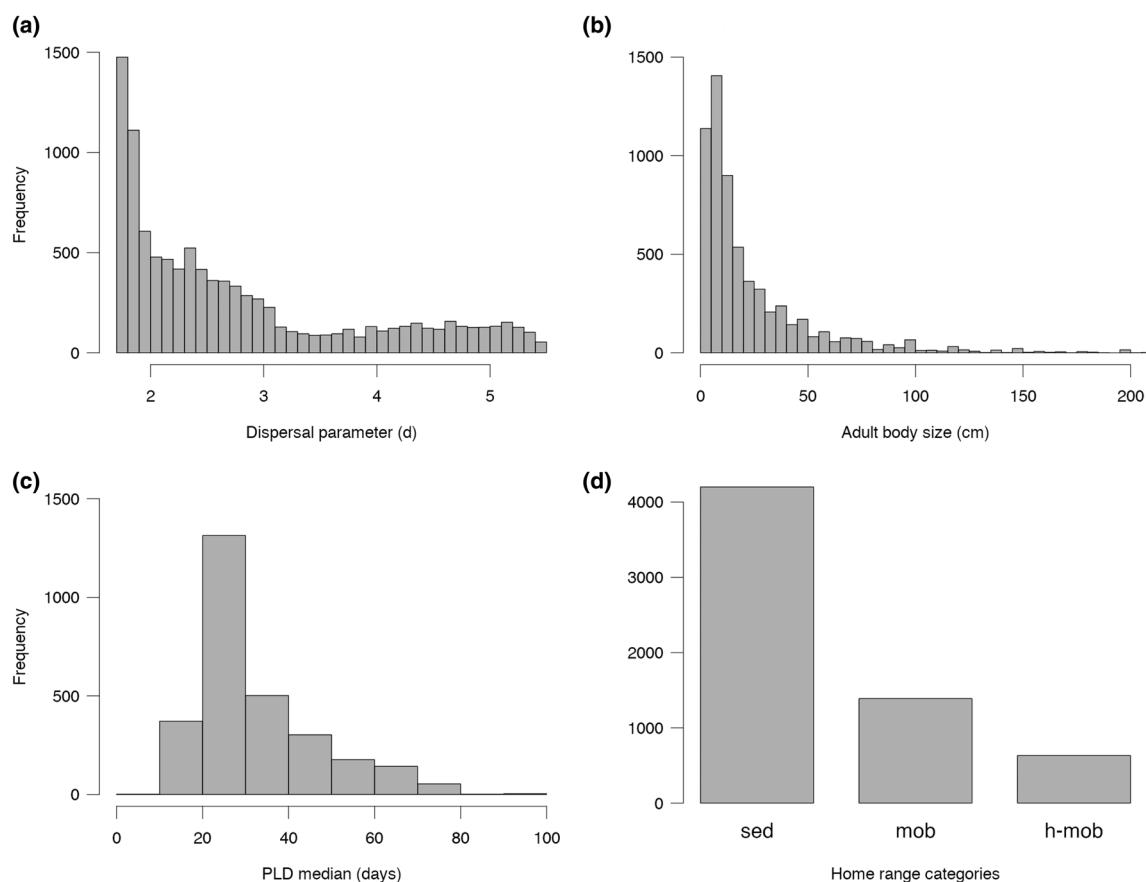 (a)
1500
1000
500
0
Frequency
2 3 4 5
Dispersal parameter (d)
(b)
1500
1000
500
0
0 50 100 150 200
Adult body size (cm)
(c)
1500
1000
500
0
Frequency
0 20 40 60 80 100
PLD median (days)
(d)
4000
3000
2000
1000
0
sed mob h-mob
Home range categories